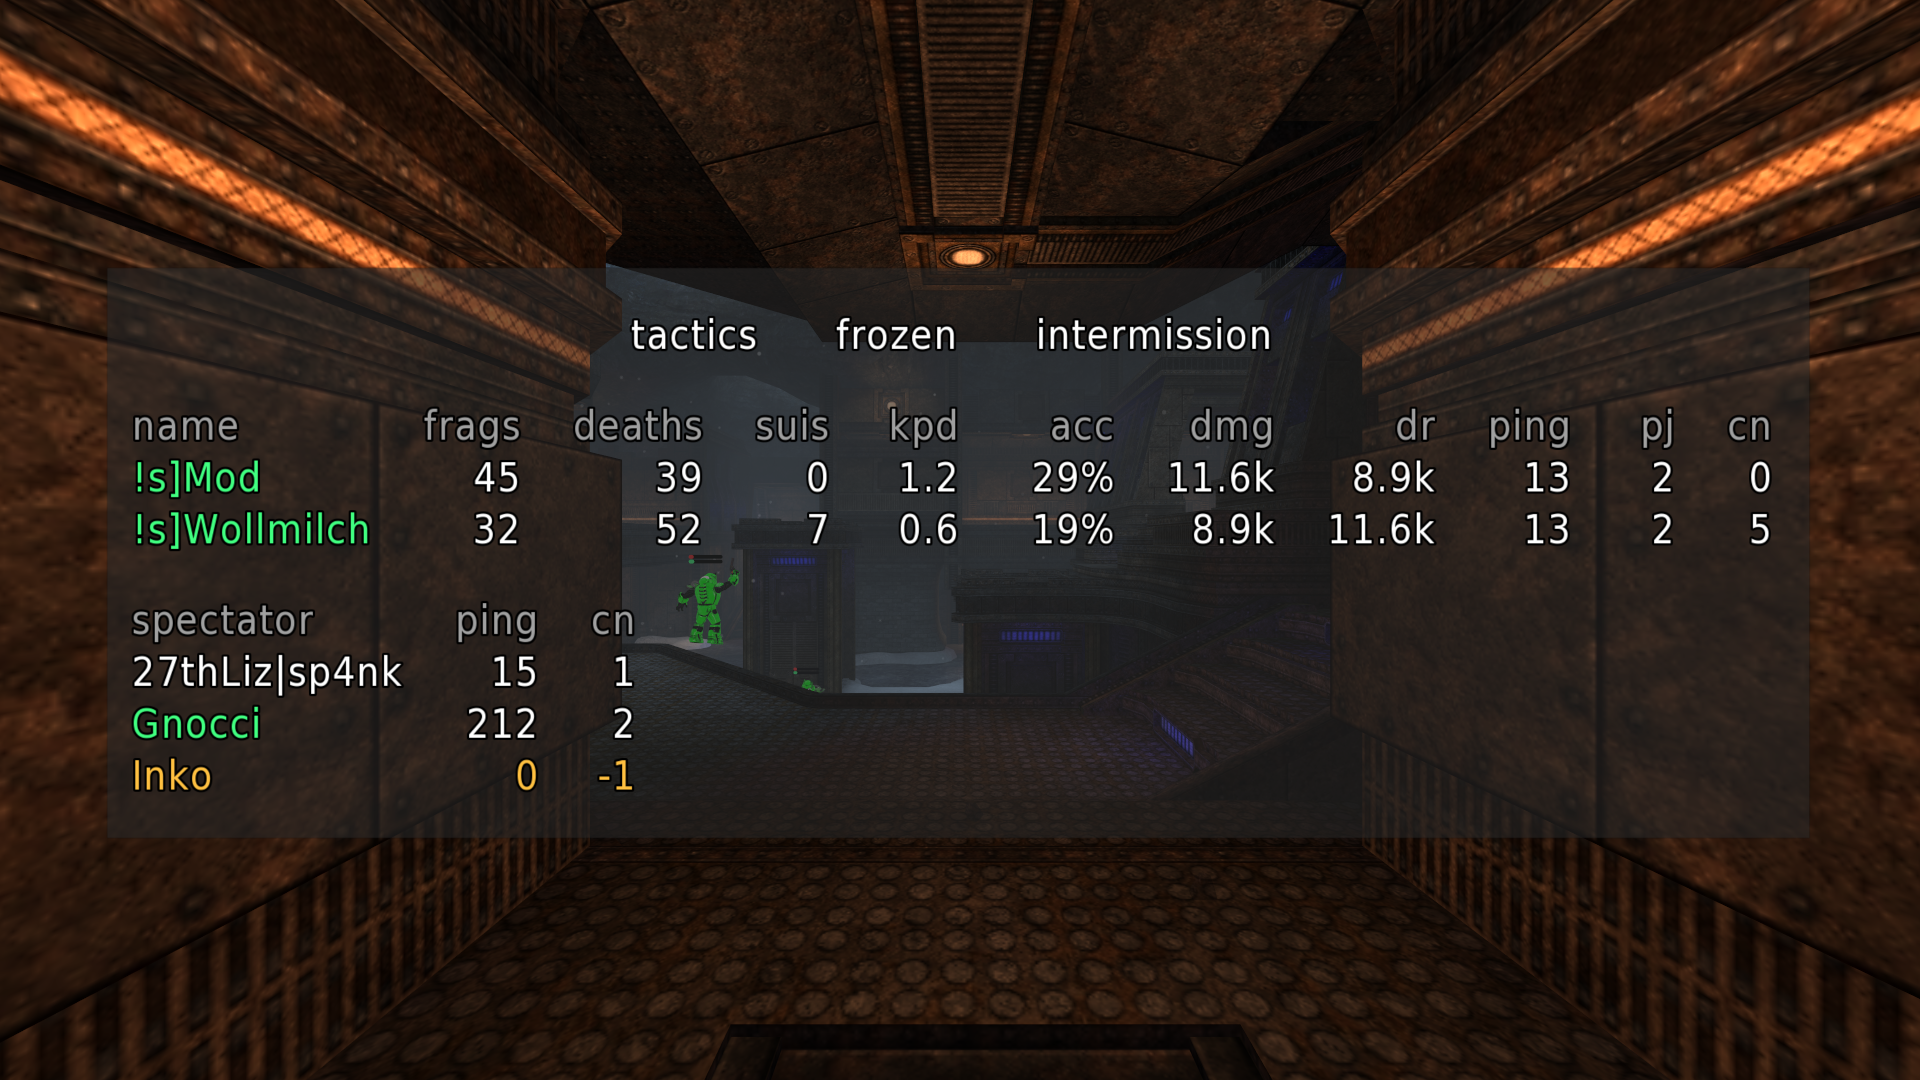 tactics frozen intermission
name frags deaths suis kpd acc dmg dr ping pj cn
!s]Mod 45 39 0 1.2 29% 11.6k 8.9k 13 2 0
!s]Wollmilch 32 52 7 0.6 19% 8.9k 11.6k 13 2 5
spectator ping cn
27thLiz|sp4nk 15 1
Gnocci 212 2
Inko 0 -1